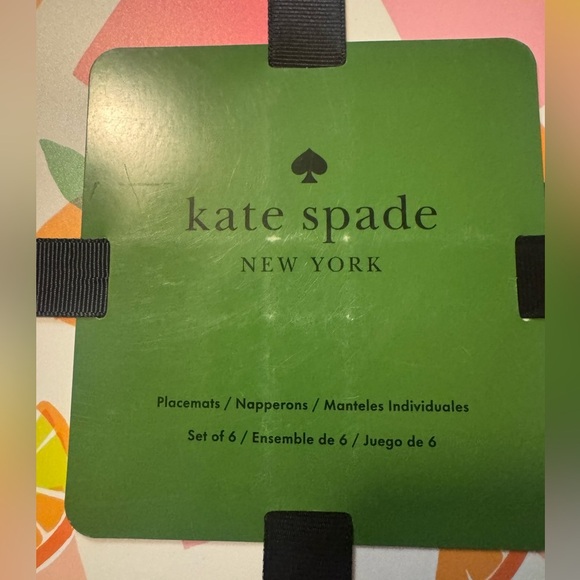 kate spade
NEW YORK
Placemats / Napperons / Manteles Individuales
Set of 6 / Ensemble de 6 / Juego de 6